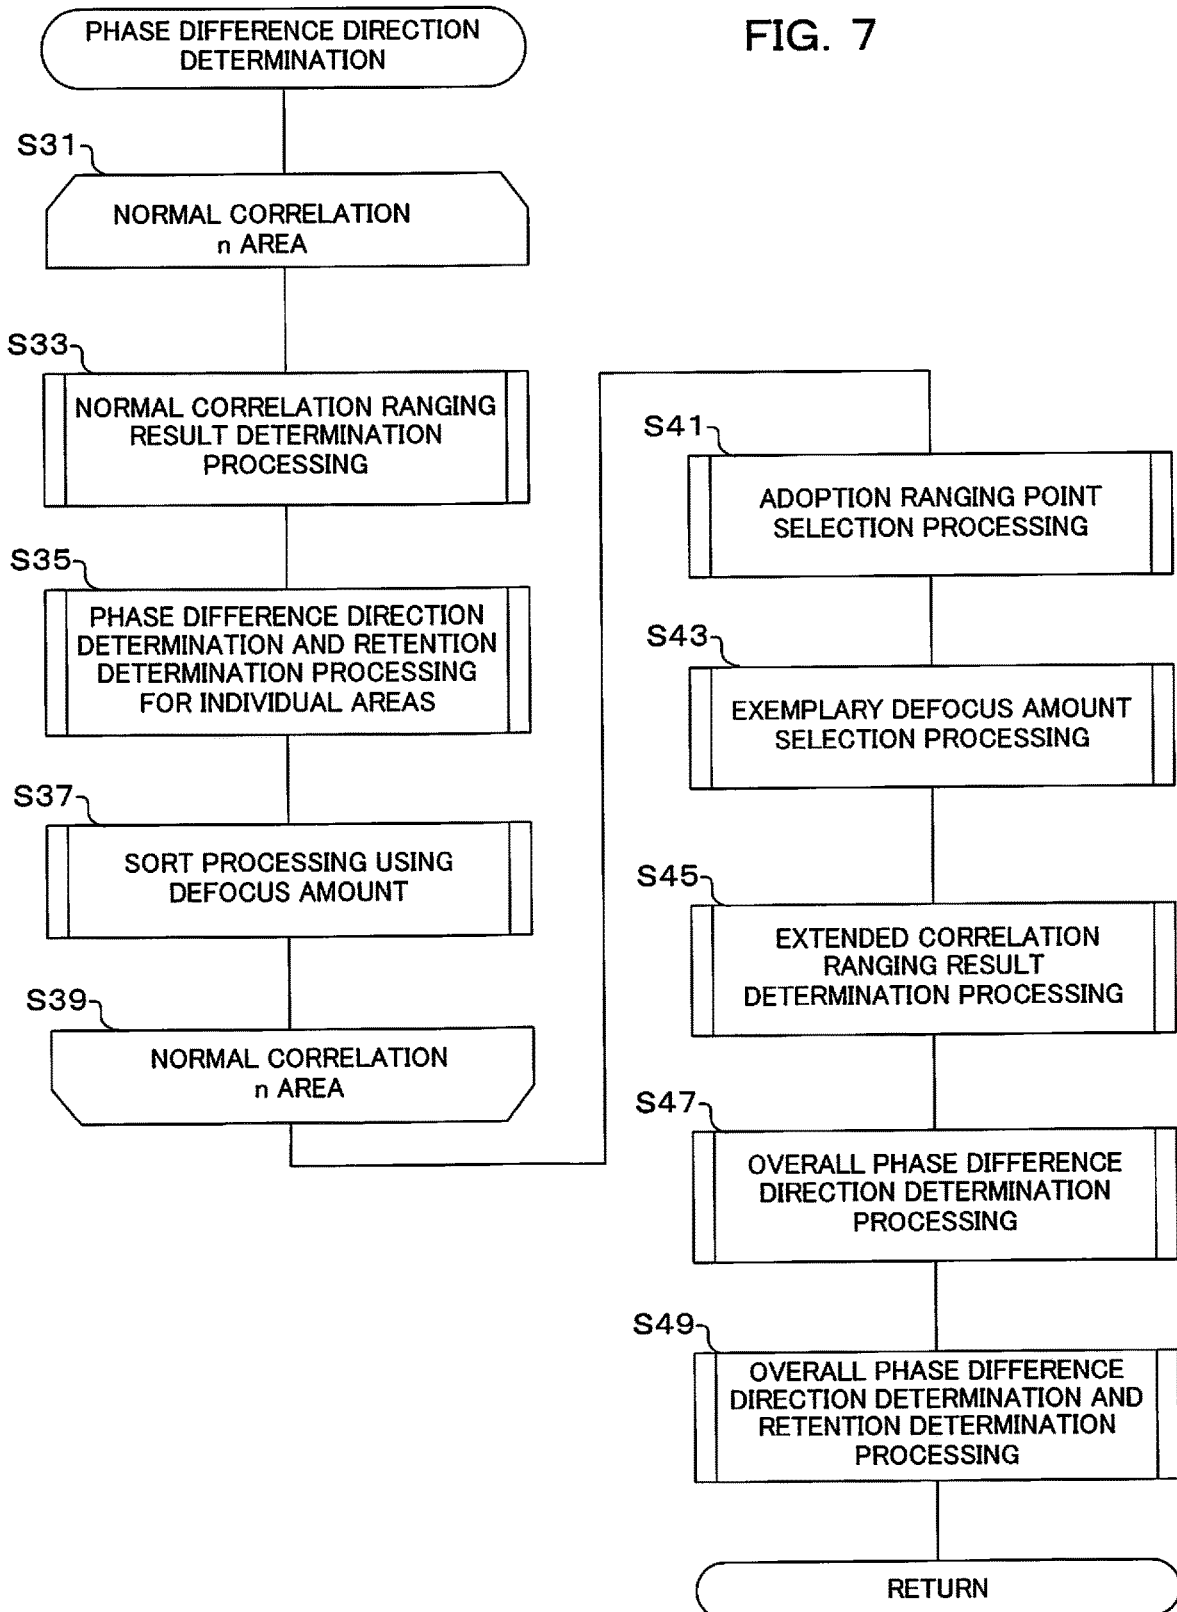 FIG. 7
PHASE DIFFERENCE DIRECTION
DETERMINATION
S31
NORMAL CORRELATION
n AREA
S33
NORMAL CORRELATION RANGING
RESULT DETERMINATION
PROCESSING
S35
PHASE DIFFERENCE DIRECTION
DETERMINATION AND RETENTION
DETERMINATION PROCESSING
FOR INDIVIDUAL AREAS
S37
SORT PROCESSING USING
DEFOCUS AMOUNT
S39
NORMAL CORRELATION
n AREA
S41
ADOPTION RANGING POINT
SELECTION PROCESSING
S43
EXEMPLARY DEFOCUS AMOUNT
SELECTION PROCESSING
S45
EXTENDED CORRELATION
RANGING RESULT
DETERMINATION PROCESSING
S47
OVERALL PHASE DIFFERENCE
DIRECTION DETERMINATION
PROCESSING
S49
OVERALL PHASE DIFFERENCE
DIRECTION DETERMINATION AND
RETENTION DETERMINATION
PROCESSING
RETURN